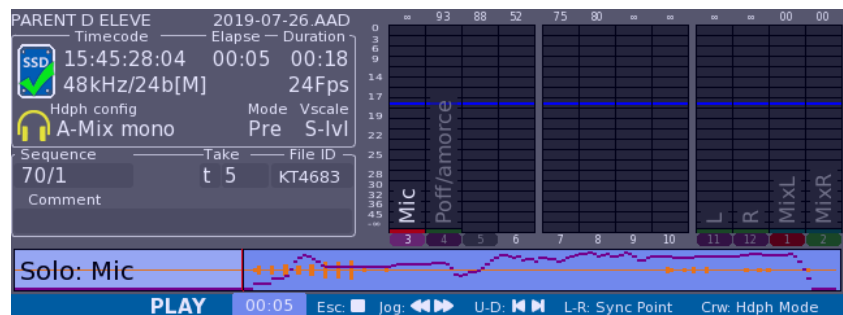 PARENT D ELEVE 2019-07-26.AAD
Timecode Elapse Duration
SSD 15:45:28:04 00:05 00:18
48kHz/24b[M] 24Fps
Hdph config Mode Vscale
A-Mix mono Pre S-lvl
Sequence Take File ID
70/1 t 5 KT4683
Comment
∞ 93 88 52 75 80 ∞ ∞ ∞ ∞ 00 00
0
3
6
9
14
17
19
22
25
28
30
32
36
45
-∞
Mic Poff/amorce L R MixL MixR
3 4 5 6 7 8 9 10 11 12 1 2
Solo: Mic
PLAY 00:05 Esc: Jog: U-D: L-R: Sync Point Crw: Hdph Mode